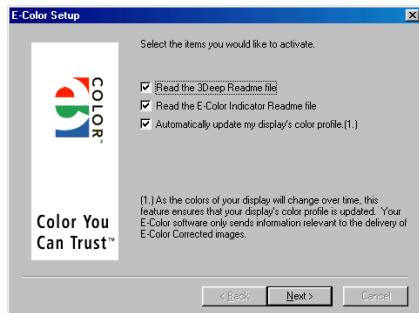 E-Color Setup
Select the items you would like to activate.
Read the 3Deep Readme file
Read the E-Color Indicator Readme file
Automatically update my display's color profile.(1.)
COLOR™
(1.) As the colors of your display will change over time, this
feature ensures that your display's color profile is updated. Your
E-Color software only sends information relevant to the delivery of
E-Color Corrected images.
Color You
Can Trust™
< Back
Next >
Cancel